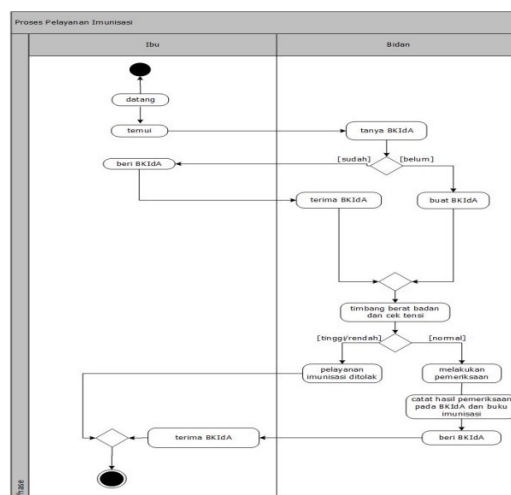 Proses Pelayanan Imunisasi
Ibu
Bidan
datang
temui
tanya BKIdA
[sudah]
[belum]
beri BKIdA
terima BKIdA
buat BKIdA
timbang berat badan
dan cek tensi
[tinggi/rendah]
[normal]
pelayanan
imunisasi ditolak
melakukan
pemeriksaan
catat hasil pemeriksaan
pada BKIdA dan buku
imunisasi
terima BKIdA
beri BKIdA
hase